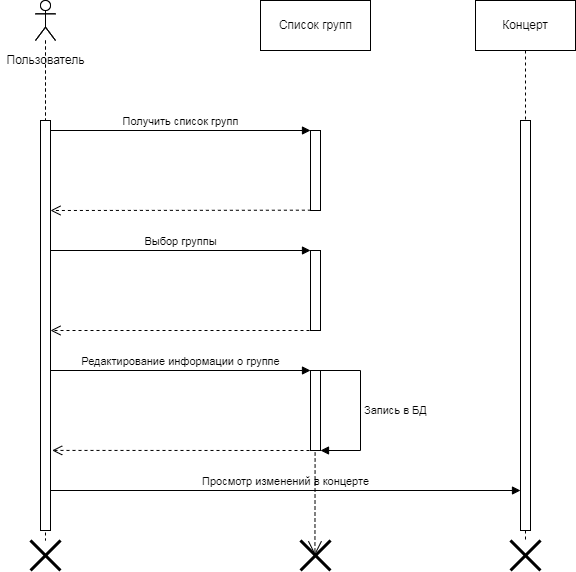 Пользователь
Список групп
Концерт
Получить список групп
Выбор группы
Редактирование информации о группе
Запись в БД
Просмотр изменений в концерте